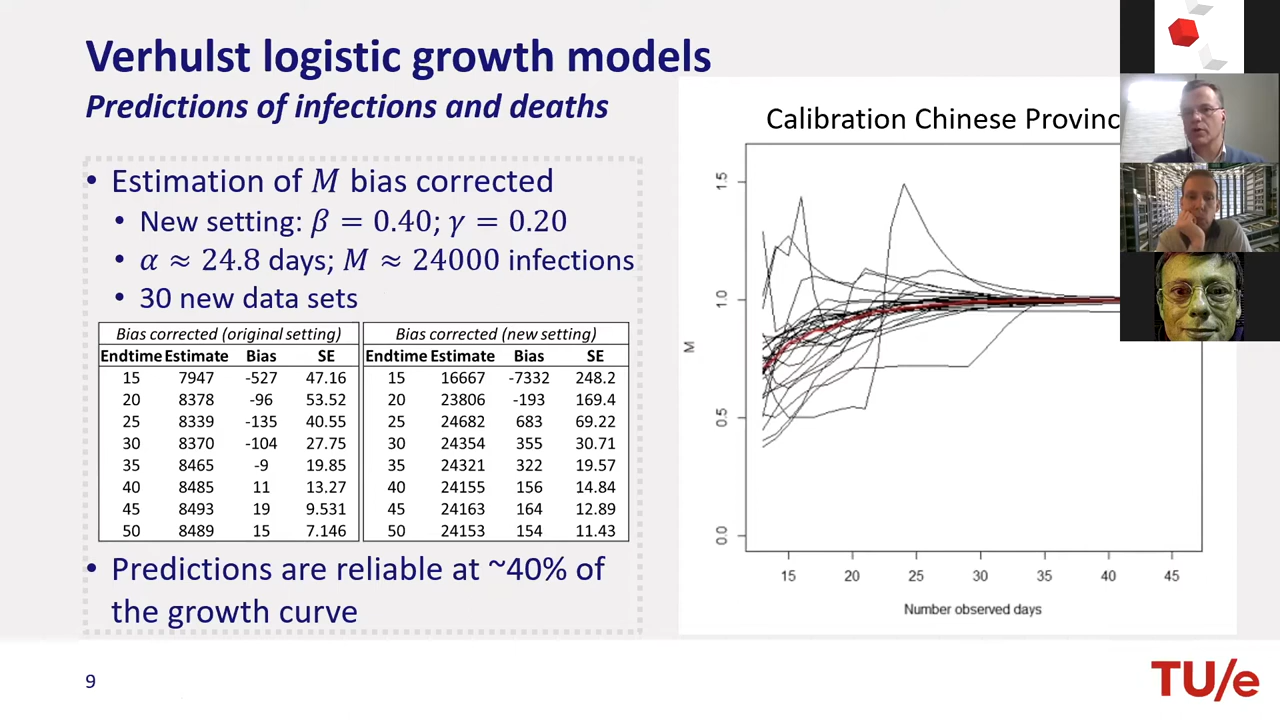 Verhulst logistic growth models
Predictions of infections and deaths
• Estimation of M bias corrected
• New setting: β = 0.40; γ = 0.20
• α ≈ 24.8 days; M ≈ 24000 infections
• 30 new data sets
Bias corrected (original setting)
Endtime Estimate Bias SE
15 7947 -527 47.16
20 8378 -96 53.52
25 8339 -135 40.55
30 8370 -104 27.75
35 8465 -9 19.85
40 8485 11 13.27
45 8493 19 9.531
50 8489 15 7.146
Bias corrected (new setting)
Endtime Estimate Bias SE
15 16667 -7332 248.2
20 23806 -193 169.4
25 24682 683 69.22
30 24354 355 30.71
35 24321 322 19.57
40 24155 156 14.84
45 24163 164 12.89
50 24153 154 11.43
• Predictions are reliable at ~40% of
the growth curve
Calibration Chinese Provinc
1.5
1.0
0.5
0.0
M
15 20 25 30 35 40 45
Number observed days
9
TU/e